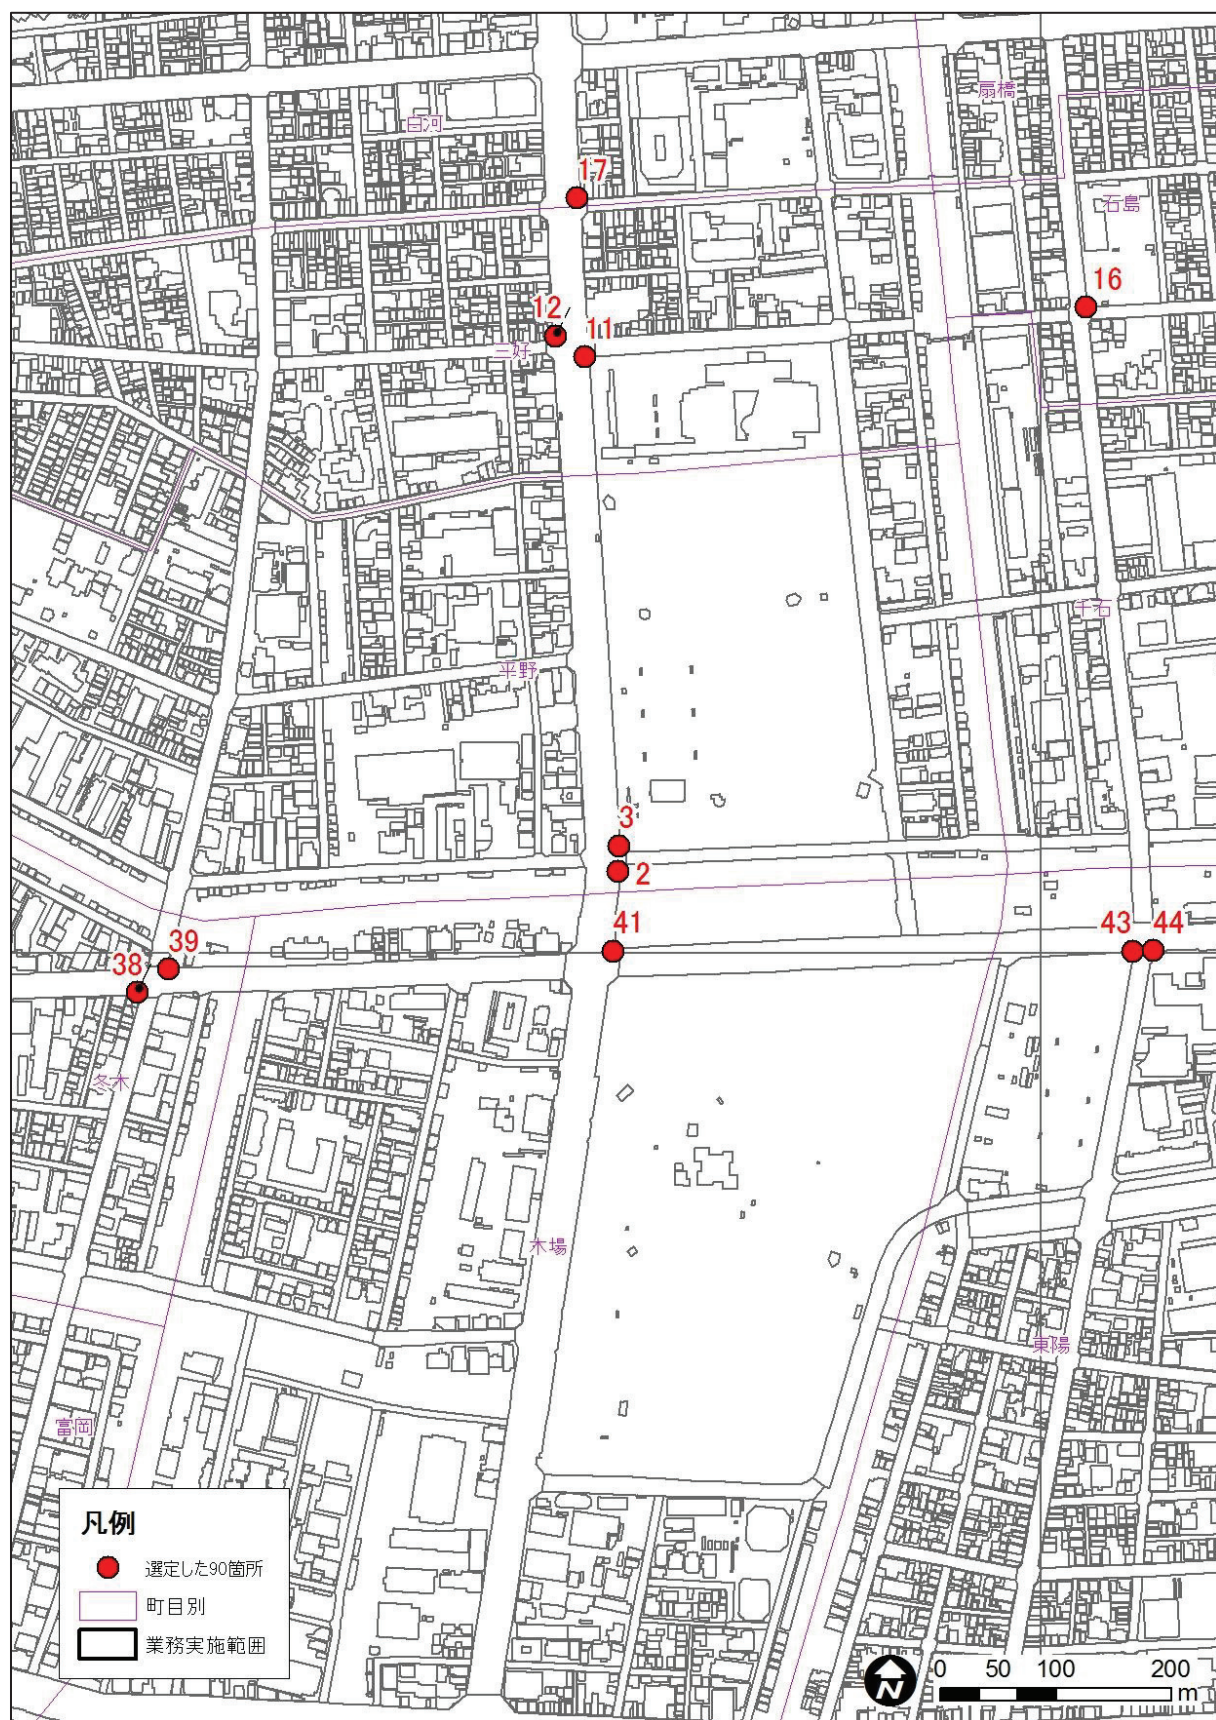 扇橋
白河
17
石島
16
12
11
三好
千石
平野
3
2
41
43 44
39
38
冬木
木場
東陽
富岡
凡例
選定した90箇所
町目別
業務実施範囲
N
0 50 100 200
m